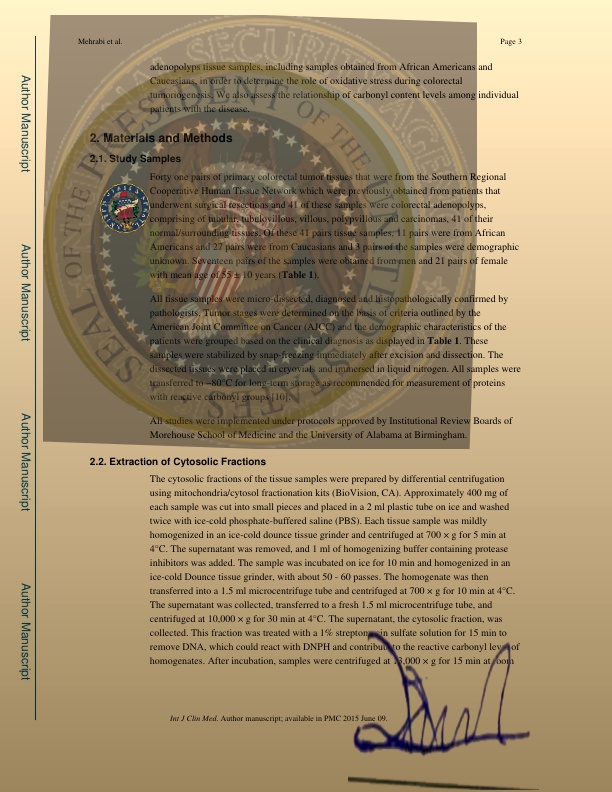 Mehrabi et al.
Page 3
adenopolyps tissue samples, including samples obtained from African Americans and
Caucasians, in order to determine the role of oxidative stress during colorectal
tumoriogenesis. We also assess the relationship of carbonyl content levels among individual
patients with the disease.
2. Materials and Methods
2.1. Study Samples
Forty one pairs of primary colorectal tumor tissues that were from the Southern Regional
Cooperative Human Tissue Network which were previously obtained from patients that
underwent surgical resections and 41 of these samples were colorectal adenopolyps,
comprising of tubular, tubelovillous, villous, polypvillous and carcinomas, 41 of their
normal/surrounding tissues. Of these 41 pairs tissue samples, 11 pairs were from African
Americans and 27 pairs were from Caucasians and 3 pairs of the samples were demographic
unknown. Seventeen pairs of the samples were obtained from men and 21 pairs of female
with mean age of 55 ± 10 years (Table 1).
All tissue samples were micro-dissected, diagnosed and histopathologically confirmed by
pathologists. Tumor stages were determined on the basis of criteria outlined by the
American Joint Committee on Cancer (AJCC) and the demographic characteristics of the
patients were grouped based on the clinical diagnosis as displayed in Table 1. These
samples were stabilized by snap-freezing immediately after excision and dissection. The
dissected tissues were placed in cryovials and immersed in liquid nitrogen. All samples were
transferred to −80°C for long-term storage as recommended for measurement of proteins
with reactive carbonyl groups [10].
All studies were implemented under protocols approved by Institutional Review Boards of
Morehouse School of Medicine and the University of Alabama at Birmingham.
2.2. Extraction of Cytosolic Fractions
The cytosolic fractions of the tissue samples were prepared by differential centrifugation
using mitochondria/cytosol fractionation kits (BioVision, CA). Approximately 400 mg of
each sample was cut into small pieces and placed in a 2 ml plastic tube on ice and washed
twice with ice-cold phosphate-buffered saline (PBS). Each tissue sample was mildly
homogenized in an ice-cold dounce tissue grinder and centrifuged at 700 × g for 5 min at
4°C. The supernatant was removed, and 1 ml of homogenizing buffer containing protease
inhibitors was added. The sample was incubated on ice for 10 min and homogenized in an
ice-cold Dounce tissue grinder, with about 50 - 60 passes. The homogenate was then
transferred into a 1.5 ml microcentrifuge tube and centrifuged at 700 × g for 10 min at 4°C.
The supernatant was collected, transferred to a fresh 1.5 ml microcentrifuge tube, and
centrifuged at 10,000 × g for 30 min at 4°C. The supernatant, the cytosolic fraction, was
collected. This fraction was treated with a 1% streptomycin sulfate solution for 15 min to
remove DNA, which could react with DNPH and contribute to the reactive carbonyl level of
homogenates. After incubation, samples were centrifuged at 13,000 × g for 15 min at room
Int J Clin Med. Author manuscript; available in PMC 2015 June 09.
Author Manuscript
Author Manuscript
Author Manuscript
Author Manuscript
SEAL OF THE PRESIDENT OF THE UNITED STATES